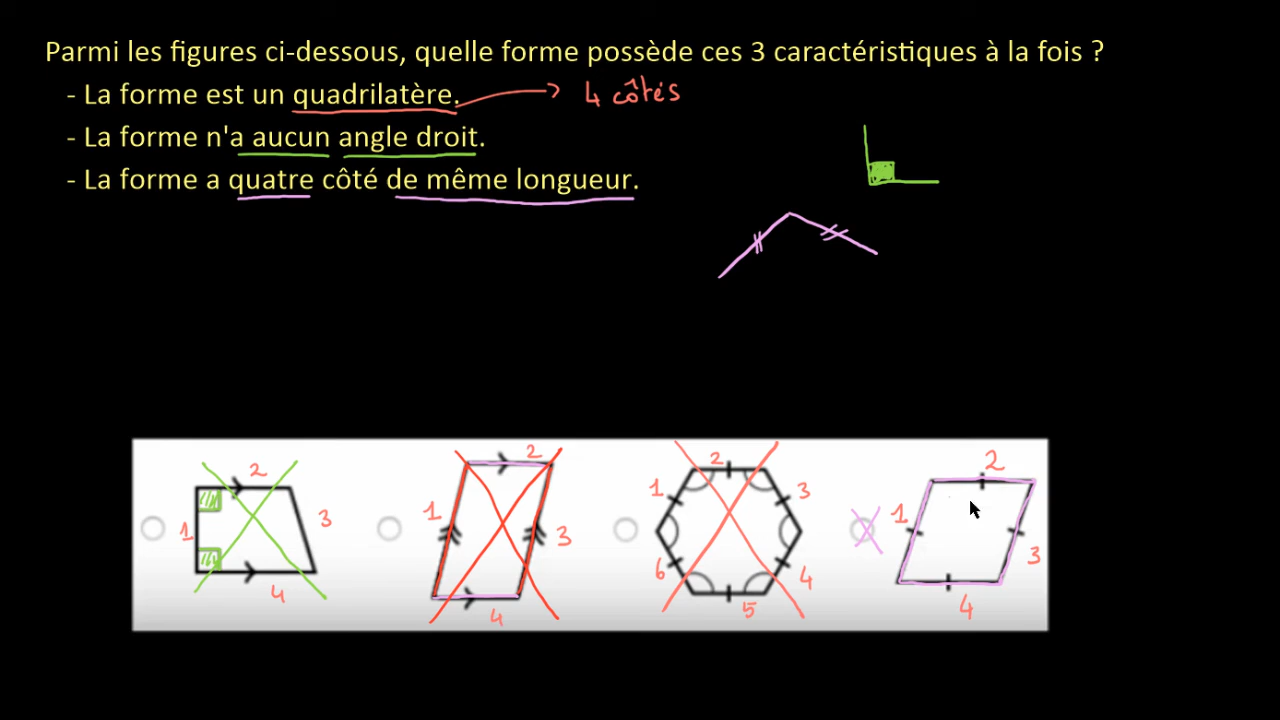 Parmi les figures ci-dessous, quelle forme possède ces 3 caractéristiques à la fois ?
- La forme est un quadrilatère. 4 côtés
- La forme n'a aucun angle droit.
- La forme a quatre côté de même longueur.
1 2 3 4
1 2 3 4
1 2 3 4 5 6
1 2 3 4